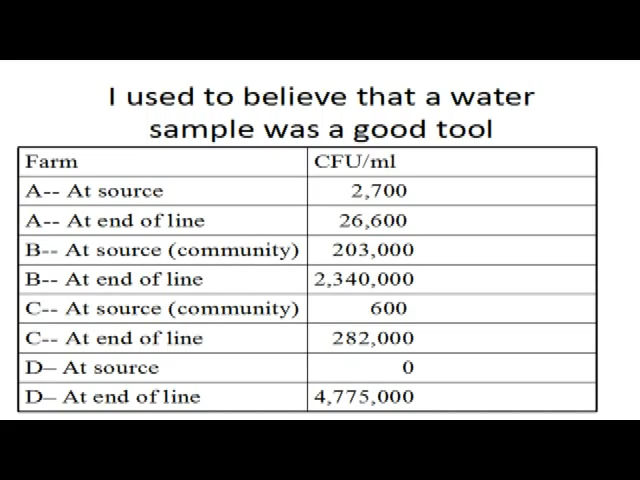 I used to believe that a water
sample was a good tool
Farm CFU/ml
A-- At source 2,700
A-- At end of line 26,600
B-- At source (community) 203,000
B-- At end of line 2,340,000
C-- At source (community) 600
C-- At end of line 282,000
D– At source 0
D– At end of line 4,775,000